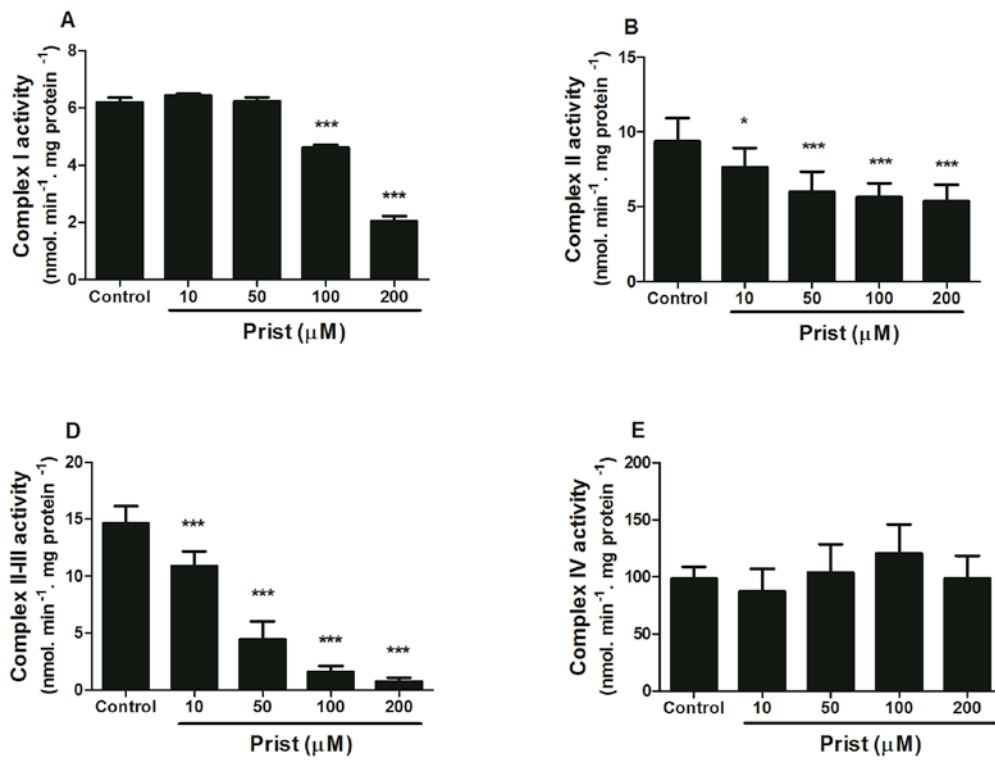 A
Complex I activity
(nmol. min⁻¹. mg protein ⁻¹)
8
6
4
2
0
***
***
Control 10 50 100 200
Prist (μM)
B
Complex II activity
(nmol. min⁻¹. mg protein ⁻¹)
15
10
5
0
*
***
***
***
Control 10 50 100 200
Prist (μM)
D
Complex II-III activity
(nmol. min⁻¹. mg protein ⁻¹)
20
15
10
5
0
***
***
***
***
Control 10 50 100 200
Prist (μM)
E
Complex IV activity
(nmol. min⁻¹. mg protein ⁻¹)
200
150
100
50
0
Control 10 50 100 200
Prist (μM)